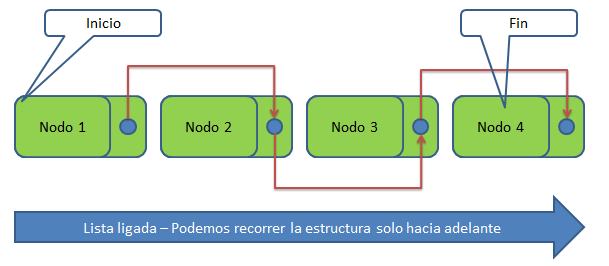 Inicio
Fin
Nodo 1
Nodo 2
Nodo 3
Nodo 4
Lista ligada – Podemos recorrer la estructura solo hacia adelante